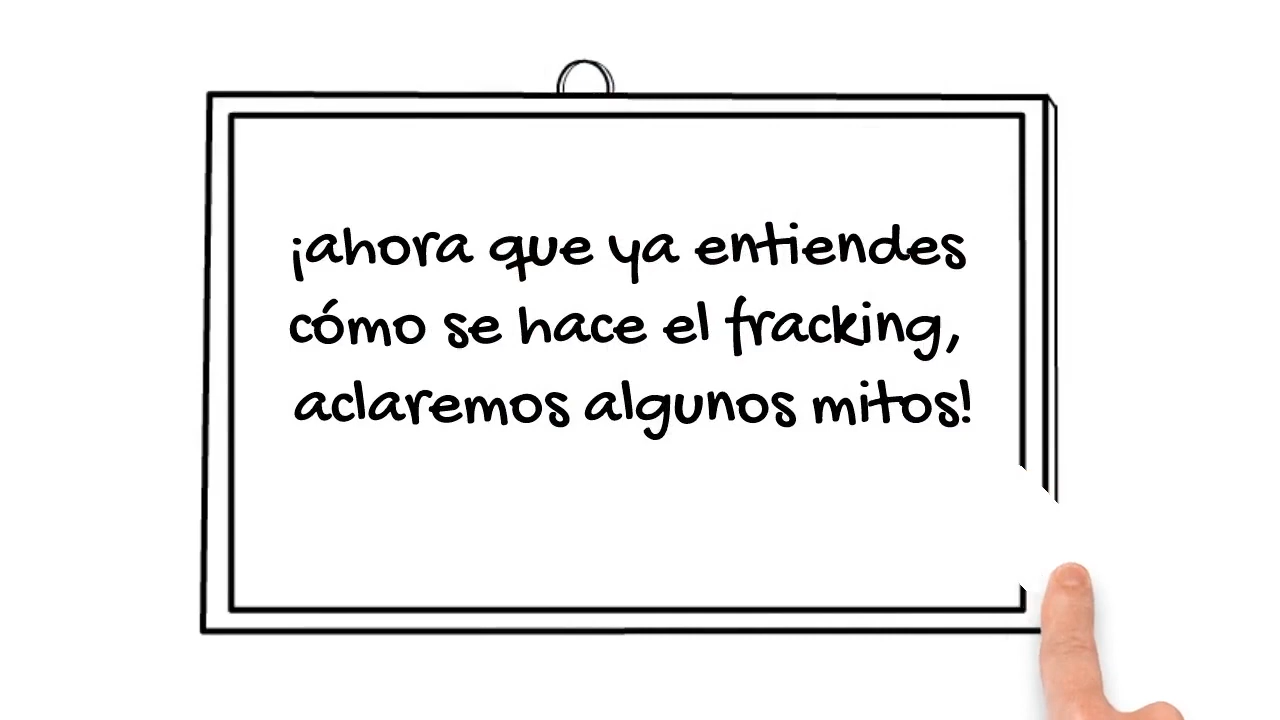 ¡ahora que ya entiendes
cómo se hace el fracking,
aclaremos algunos mitos!